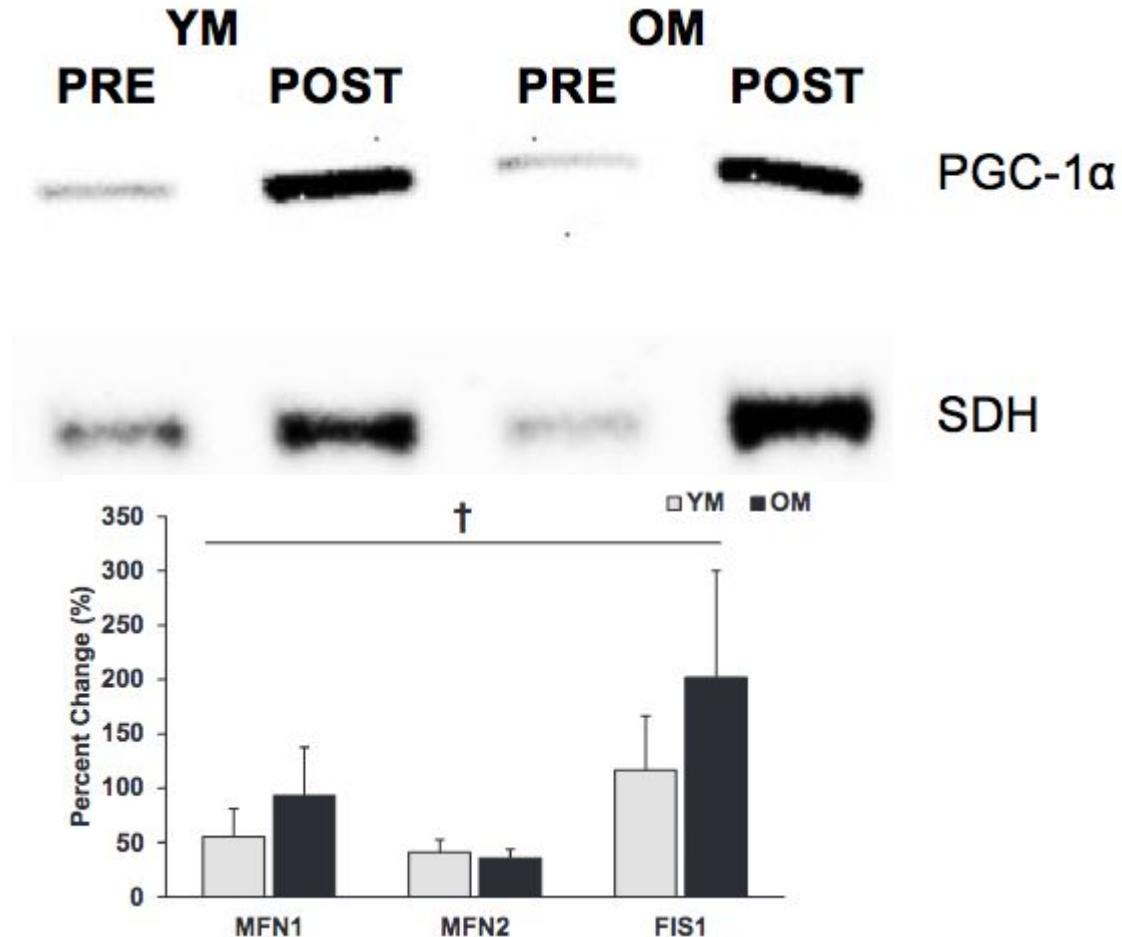 YM OM
PRE POST PRE POST
PGC-1α
SDH
YM OM
†
350
300
250
200
150
100
50
0
Percent Change (%)
MFN1 MFN2 FIS1